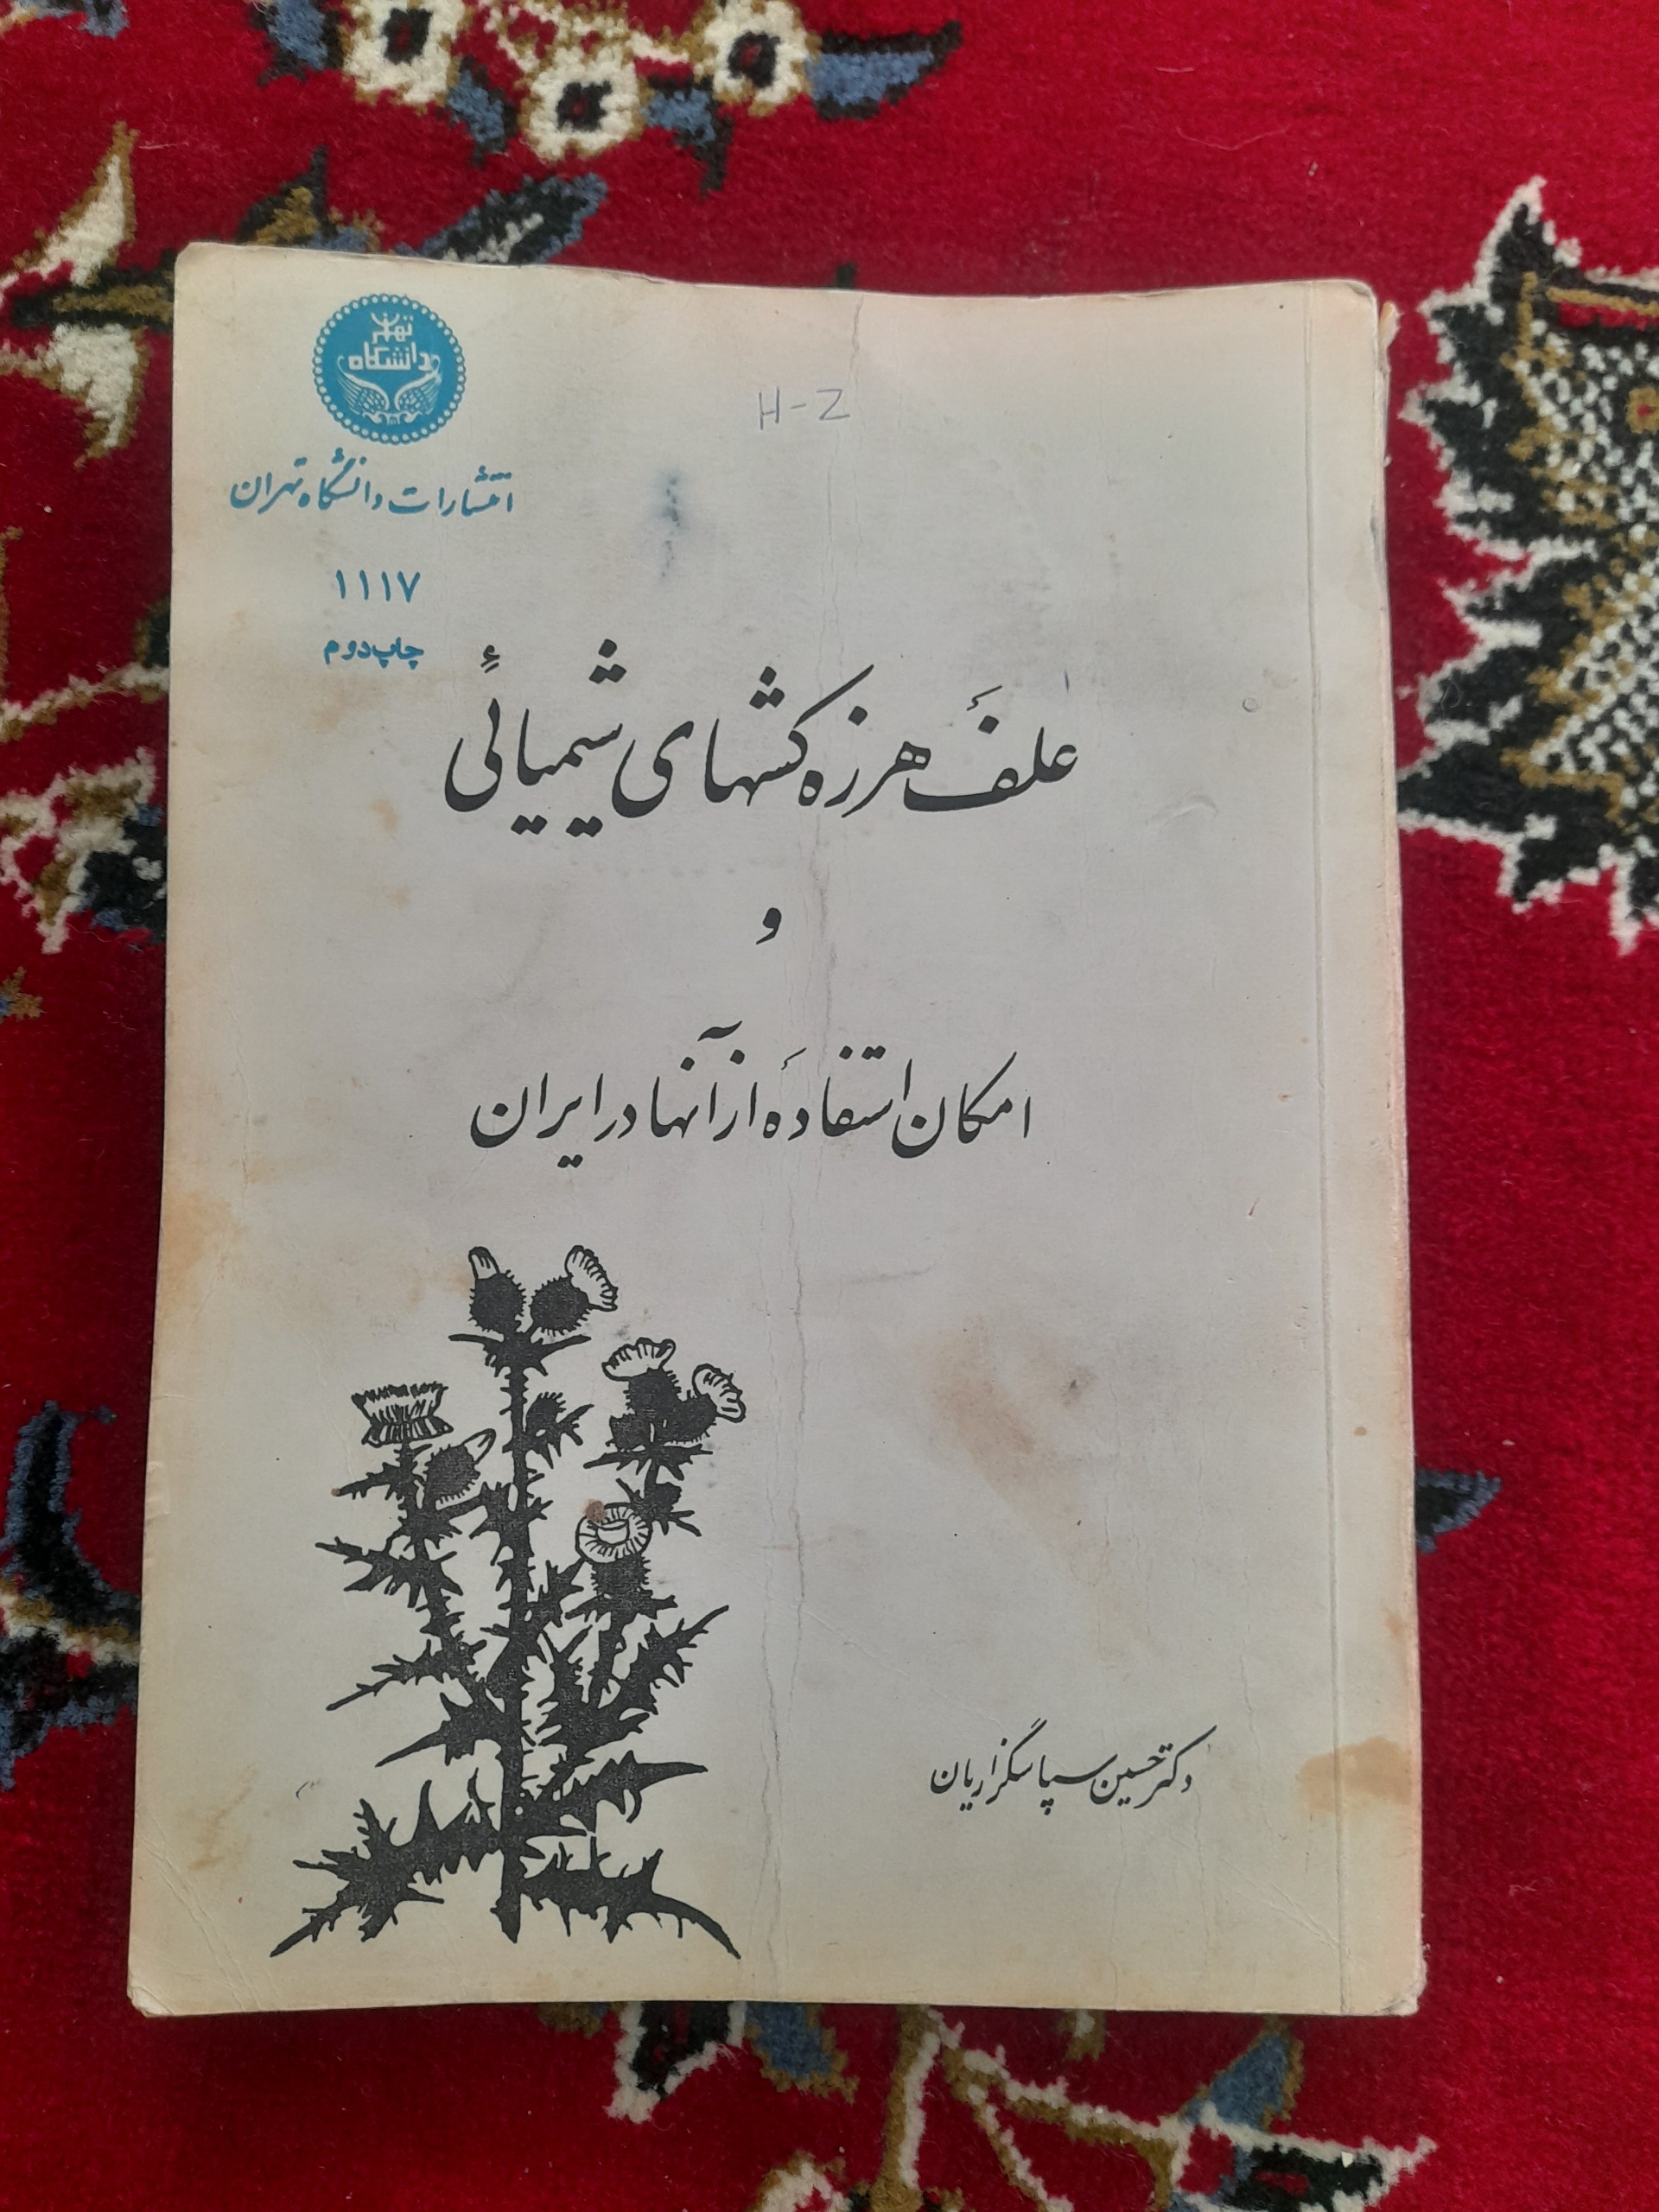 تهران
دانشگاه
انتشارات دانشگاه تهران
۱۱۱۷
چاپ دوم
H-Z
علف هرزه کشهای شیمیائی
و
امکان استفاده از آنها در ایران
دکتر حسین سپاسگزاریان